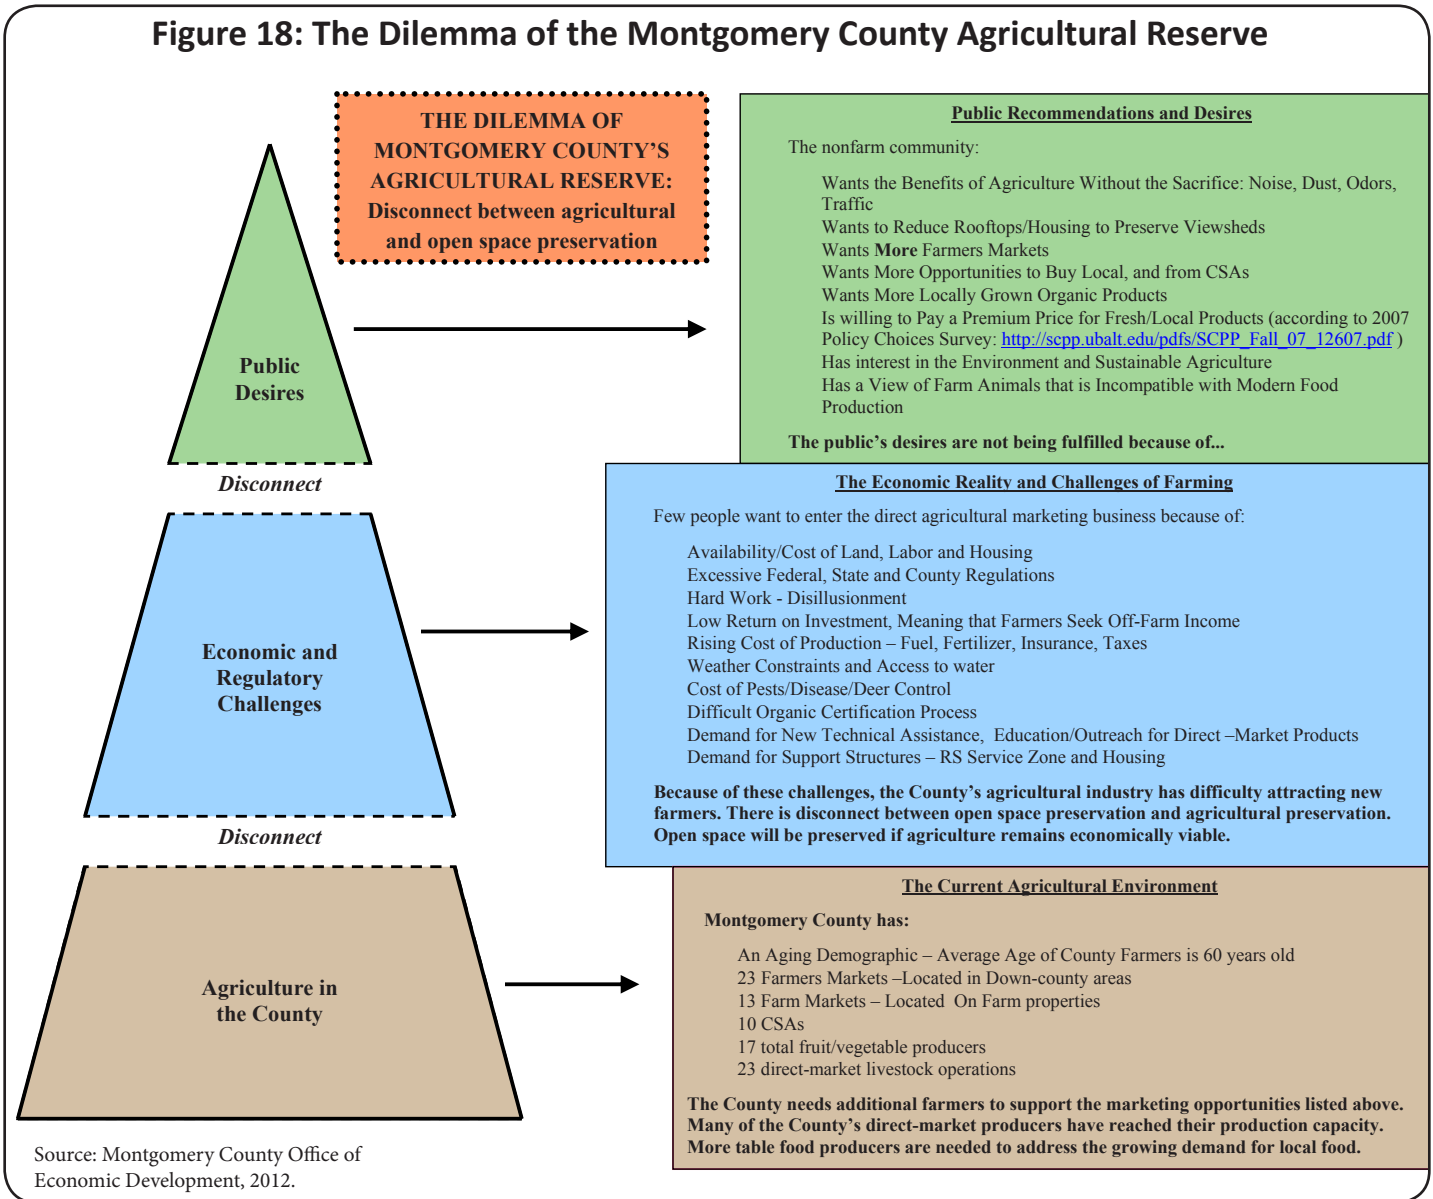 Figure 18: The Dilemma of the Montgomery County Agricultural Reserve
THE DILEMMA OF
MONTGOMERY COUNTY’S
AGRICULTURAL RESERVE:
Disconnect between agricultural
and open space preservation
Public
Desires
Disconnect
Economic and
Regulatory
Challenges
Disconnect
Agriculture in
the County
Public Recommendations and Desires
The nonfarm community:
Wants the Benefits of Agriculture Without the Sacrifice: Noise, Dust, Odors,
Traffic
Wants to Reduce Rooftops/Housing to Preserve Viewsheds
Wants More Farmers Markets
Wants More Opportunities to Buy Local, and from CSAs
Wants More Locally Grown Organic Products
Is willing to Pay a Premium Price for Fresh/Local Products (according to 2007
Policy Choices Survey: http://scpp.ubalt.edu/pdfs/SCPP_Fall_07_12607.pdf )
Has interest in the Environment and Sustainable Agriculture
Has a View of Farm Animals that is Incompatible with Modern Food
Production
The public’s desires are not being fulfilled because of...
The Economic Reality and Challenges of Farming
Few people want to enter the direct agricultural marketing business because of:
Availability/Cost of Land, Labor and Housing
Excessive Federal, State and County Regulations
Hard Work - Disillusionment
Low Return on Investment, Meaning that Farmers Seek Off-Farm Income
Rising Cost of Production – Fuel, Fertilizer, Insurance, Taxes
Weather Constraints and Access to water
Cost of Pests/Disease/Deer Control
Difficult Organic Certification Process
Demand for New Technical Assistance,  Education/Outreach for Direct –Market Products
Demand for Support Structures – RS Service Zone and Housing
Because of these challenges, the County’s agricultural industry has difficulty attracting new
farmers. There is disconnect between open space preservation and agricultural preservation.
Open space will be preserved if agriculture remains economically viable.
The Current Agricultural Environment
Montgomery County has:
An Aging Demographic – Average Age of County Farmers is 60 years old
23 Farmers Markets –Located in Down-county areas
13 Farm Markets – Located  On Farm properties
10 CSAs
17 total fruit/vegetable producers
23 direct-market livestock operations
The County needs additional farmers to support the marketing opportunities listed above.
Many of the County’s direct-market producers have reached their production capacity.
More table food producers are needed to address the growing demand for local food.
Source: Montgomery County Office of
Economic Development, 2012.